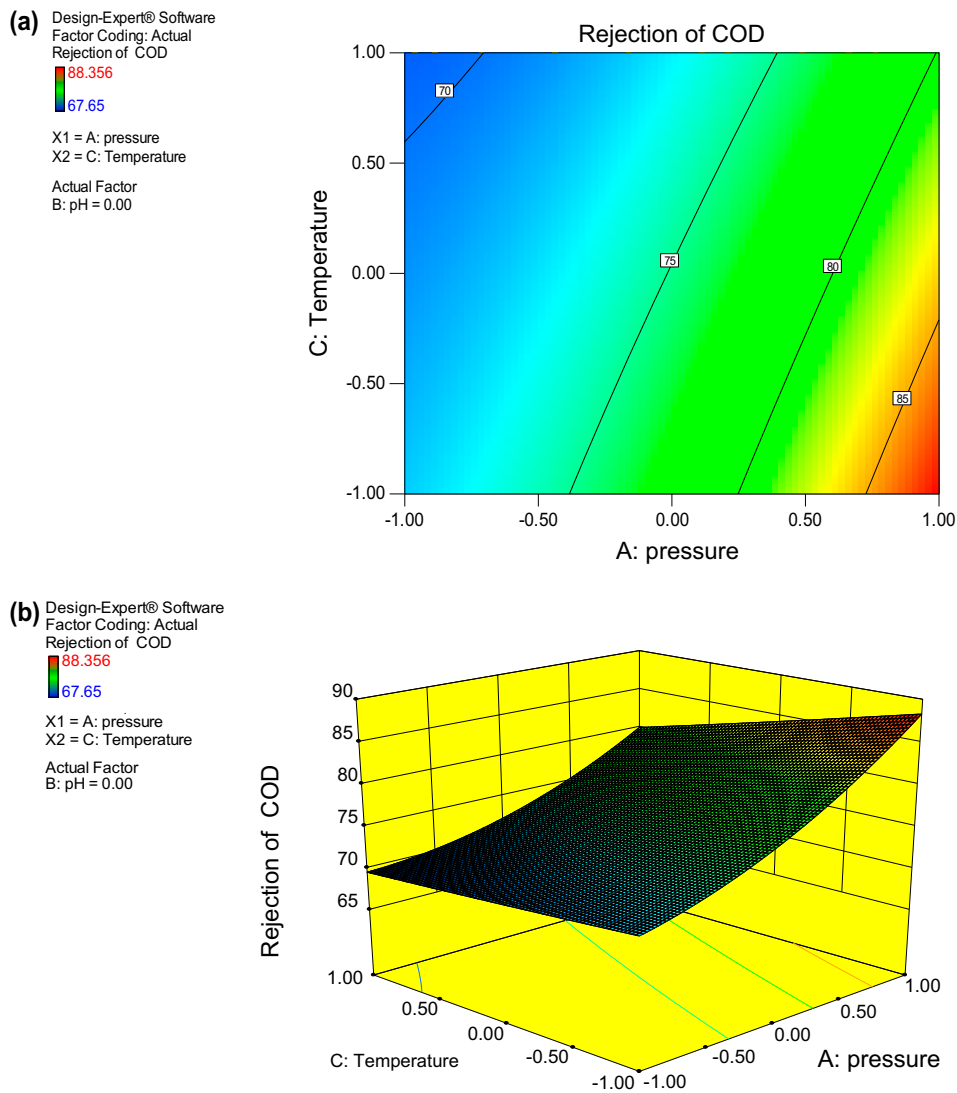 (a)
Design-Expert® Software
Factor Coding: Actual
Rejection of COD
88.356
67.65
X1 = A: pressure
X2 = C: Temperature
Actual Factor
B: pH = 0.00
Rejection of COD
1.00
0.50
0.00
-0.50
-1.00
C: Temperature
70
75
80
85
-1.00
-0.50
0.00
0.50
1.00
A: pressure
(b)
Design-Expert® Software
Factor Coding: Actual
Rejection of COD
88.356
67.65
X1 = A: pressure
X2 = C: Temperature
Actual Factor
B: pH = 0.00
90
85
80
75
70
65
Rejection of COD
1.00
0.50
0.00
-0.50
-1.00
C: Temperature
-1.00
-0.50
0.00
0.50
1.00
A: pressure